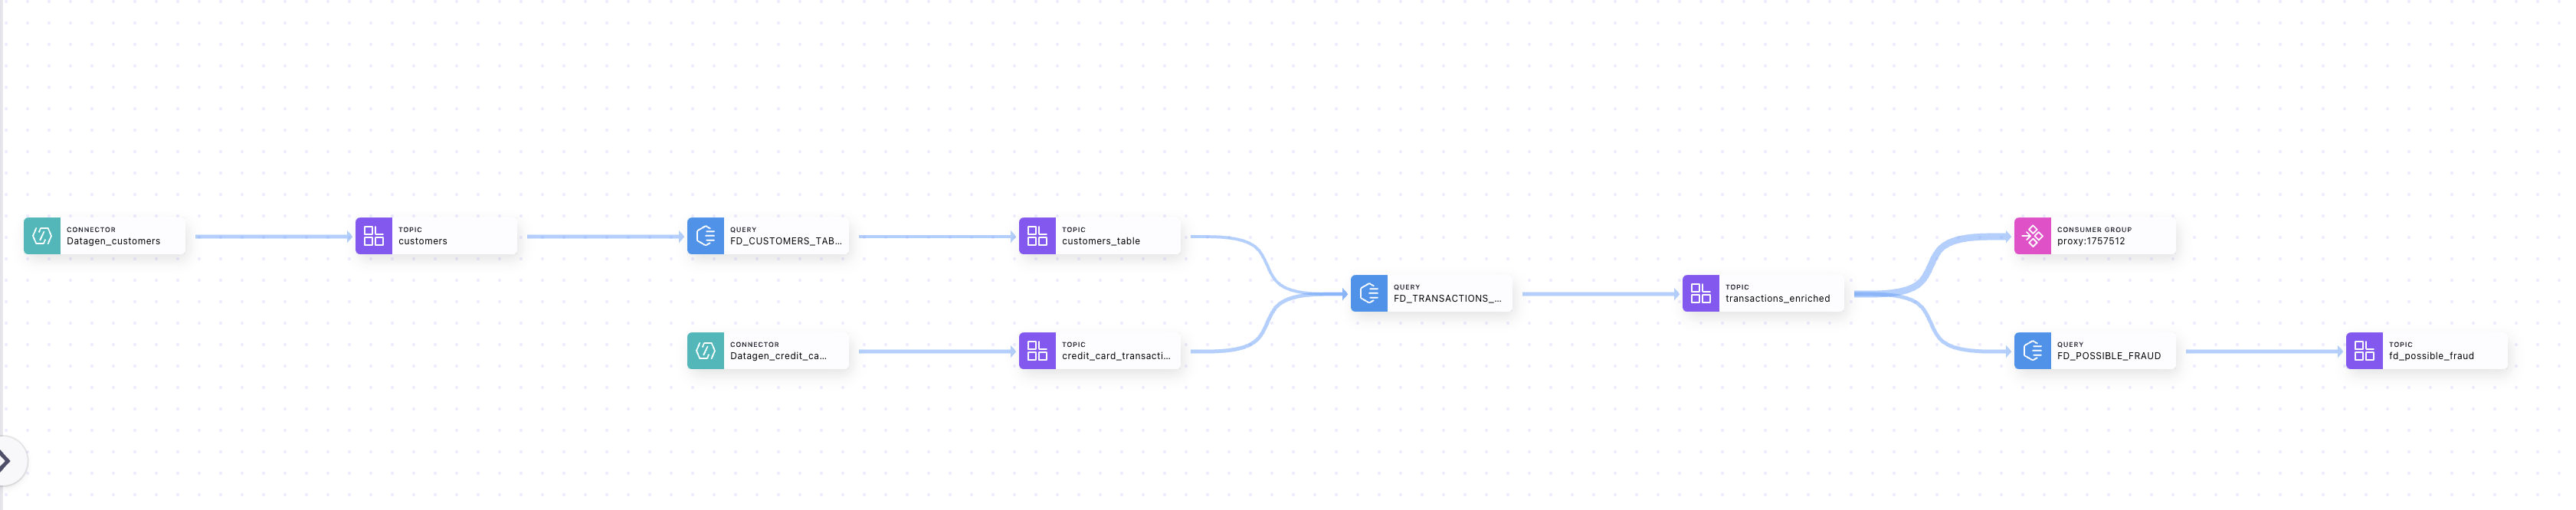 CONNECTOR
Datagen_customers
TOPIC
customers
QUERY
FD_CUSTOMERS_TAB...
TOPIC
customers_table
CONNECTOR
Datagen_credit_ca...
TOPIC
credit_card_transacti...
QUERY
FD_TRANSACTIONS_...
TOPIC
transactions_enriched
CONSUMER GROUP
proxy:1757512
QUERY
FD_POSSIBLE_FRAUD
TOPIC
fd_possible_fraud